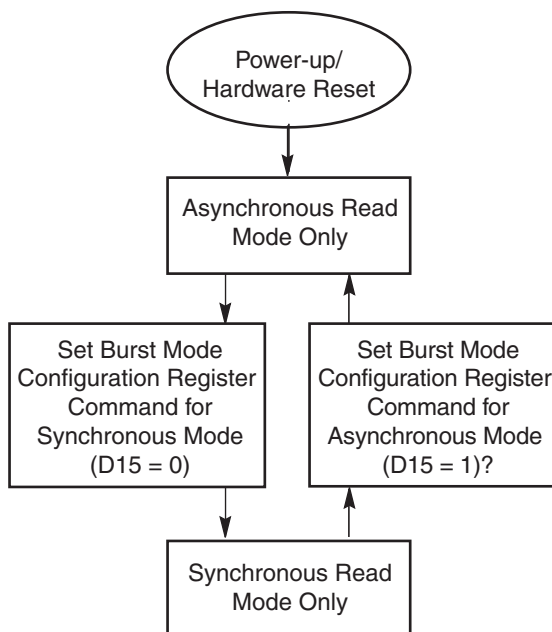 Power-up/
Hardware Reset
Asynchronous Read
Mode Only
Set Burst Mode
Configuration Register
Command for
Synchronous Mode
(D15 = 0)
Set Burst Mode
Configuration Register
Command for
Asynchronous Mode
(D15 = 1)?
Synchronous Read
Mode Only